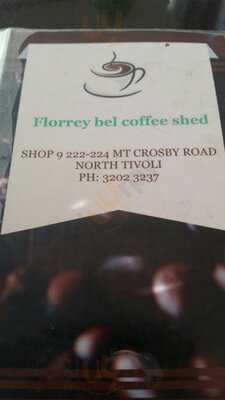 Florrey bel coffee shed
SHOP 9 222-224 MT CROSBY ROAD
NORTH TIVOLI
PH: 3202 3237